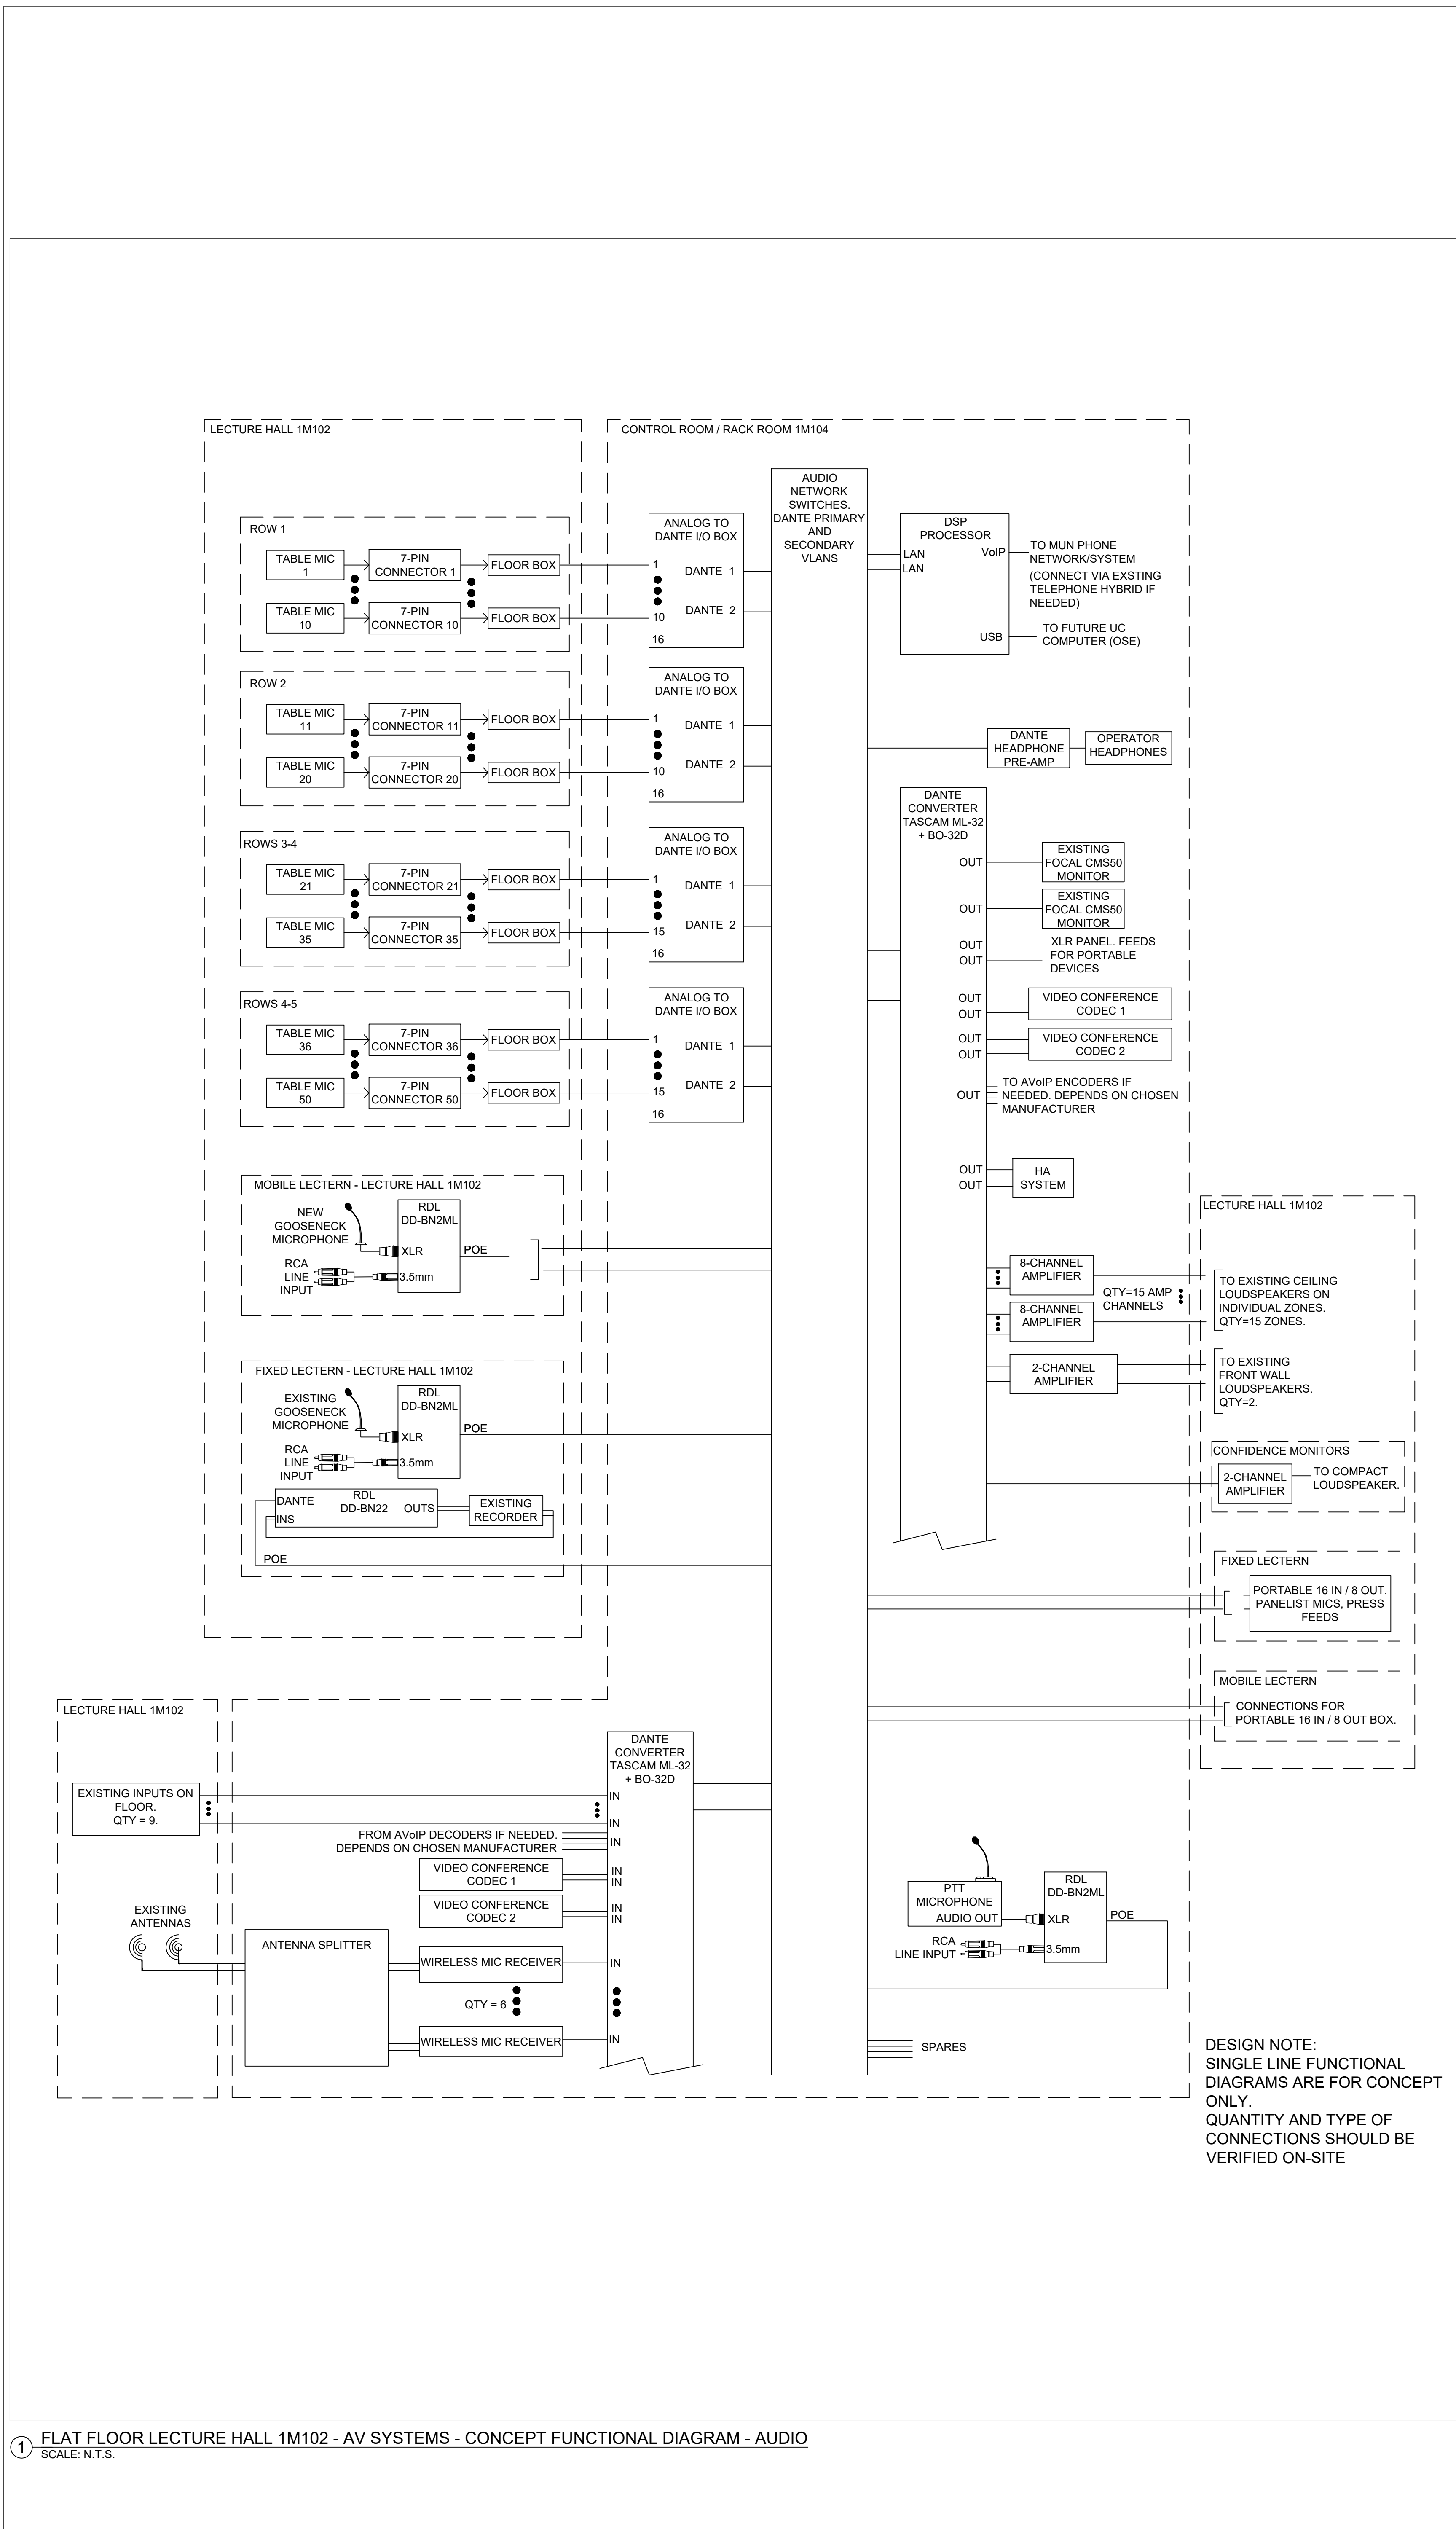 LECTURE HALL 1M102
ROW 1
TABLE MIC
1
7-PIN
CONNECTOR 1
FLOOR BOX
TABLE MIC
10
7-PIN
CONNECTOR 10
FLOOR BOX
ROW 2
TABLE MIC
11
7-PIN
CONNECTOR 11
FLOOR BOX
TABLE MIC
20
7-PIN
CONNECTOR 20
FLOOR BOX
ROWS 3-4
TABLE MIC
21
7-PIN
CONNECTOR 21
FLOOR BOX
TABLE MIC
35
7-PIN
CONNECTOR 35
FLOOR BOX
ROWS 4-5
TABLE MIC
36
7-PIN
CONNECTOR 36
FLOOR BOX
TABLE MIC
50
7-PIN
CONNECTOR 50
FLOOR BOX
MOBILE LECTERN - LECTURE HALL 1M102
NEW
GOOSENECK
MICROPHONE
RCA
LINE
INPUT
RDL
DD-BN2ML
XLR
3.5mm
POE
FIXED LECTERN - LECTURE HALL 1M102
EXISTING
GOOSENECK
MICROPHONE
RCA
LINE
INPUT
RDL
DD-BN2ML
XLR
3.5mm
POE
DANTE
INS
RDL
DD-BN22
OUTS
EXISTING
RECORDER
POE
CONTROL ROOM / RACK ROOM 1M104
ANALOG TO
DANTE I/O BOX
1
DANTE 1
DANTE 2
10
16
ANALOG TO
DANTE I/O BOX
1
DANTE 1
DANTE 2
10
16
ANALOG TO
DANTE I/O BOX
1
DANTE 1
DANTE 2
15
16
ANALOG TO
DANTE I/O BOX
1
DANTE 1
DANTE 2
15
16
AUDIO
NETWORK
SWITCHES.
DANTE PRIMARY
AND
SECONDARY
VLANS
DSP
PROCESSOR
LAN
LAN
VoIP
USB
TO MUN PHONE
NETWORK/SYSTEM
(CONNECT VIA EXSTING
TELEPHONE HYBRID IF
NEEDED)
TO FUTURE UC
COMPUTER (OSE)
DANTE
HEADPHONE
PRE-AMP
OPERATOR
HEADPHONES
DANTE
CONVERTER
TASCAM ML-32
+ BO-32D
OUT
EXISTING
FOCAL CMS50
MONITOR
OUT
EXISTING
FOCAL CMS50
MONITOR
OUT
OUT
XLR PANEL. FEEDS
FOR PORTABLE
DEVICES
OUT
OUT
VIDEO CONFERENCE
CODEC 1
OUT
OUT
VIDEO CONFERENCE
CODEC 2
OUT
TO AVoIP ENCODERS IF
NEEDED. DEPENDS ON CHOSEN
MANUFACTURER
OUT
OUT
HA
SYSTEM
8-CHANNEL
AMPLIFIER
QTY=15 AMP
CHANNELS
8-CHANNEL
AMPLIFIER
2-CHANNEL
AMPLIFIER
LECTURE HALL 1M102
TO EXISTING CEILING
LOUDSPEAKERS ON
INDIVIDUAL ZONES.
QTY=15 ZONES.
TO EXISTING
FRONT WALL
LOUDSPEAKERS.
QTY=2.
CONFIDENCE MONITORS
2-CHANNEL
AMPLIFIER
TO COMPACT
LOUDSPEAKER.
FIXED LECTERN
PORTABLE 16 IN / 8 OUT.
PANELIST MICS, PRESS
FEEDS
MOBILE LECTERN
CONNECTIONS FOR
PORTABLE 16 IN / 8 OUT BOX.
LECTURE HALL 1M102
EXISTING INPUTS ON
FLOOR.
QTY = 9.
EXISTING
ANTENNAS
ANTENNA SPLITTER
FROM AVoIP DECODERS IF NEEDED.
DEPENDS ON CHOSEN MANUFACTURER
VIDEO CONFERENCE
CODEC 1
VIDEO CONFERENCE
CODEC 2
WIRELESS MIC RECEIVER
QTY = 6
WIRELESS MIC RECEIVER
DANTE
CONVERTER
TASCAM ML-32
+ BO-32D
IN
IN
IN
IN
IN
IN
IN
IN
IN
PTT
MICROPHONE
AUDIO OUT
RCA
LINE INPUT
RDL
DD-BN2ML
XLR
3.5mm
POE
SPARES
DESIGN NOTE:
SINGLE LINE FUNCTIONAL
DIAGRAMS ARE FOR CONCEPT
ONLY.
QUANTITY AND TYPE OF
CONNECTIONS SHOULD BE
VERIFIED ON-SITE
1
FLAT FLOOR LECTURE HALL 1M102 - AV SYSTEMS - CONCEPT FUNCTIONAL DIAGRAM - AUDIO
SCALE: N.T.S.